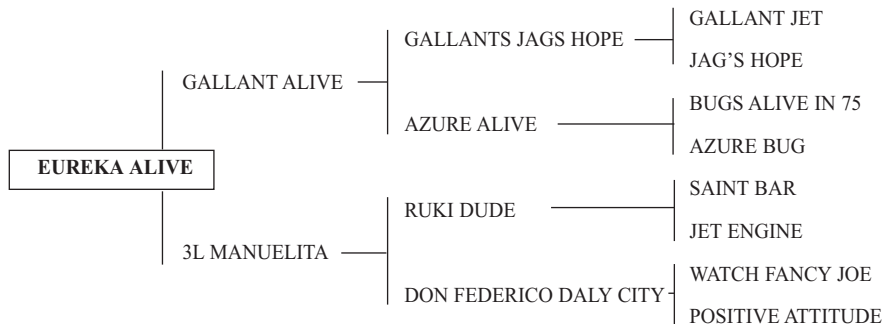 GALLANT JET
GALLANTS JAGS HOPE
JAG’S HOPE
GALLANT ALIVE
BUGS ALIVE IN 75
AZURE ALIVE
AZURE BUG
EUREKA ALIVE
SAINT BAR
RUKI DUDE
JET ENGINE
3L MANUELITA
WATCH FANCY JOE
DON FEDERICO DALY CITY
POSITIVE ATTITUDE